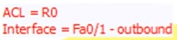 ACL = R0
Interface = Fa0/1 - outbound